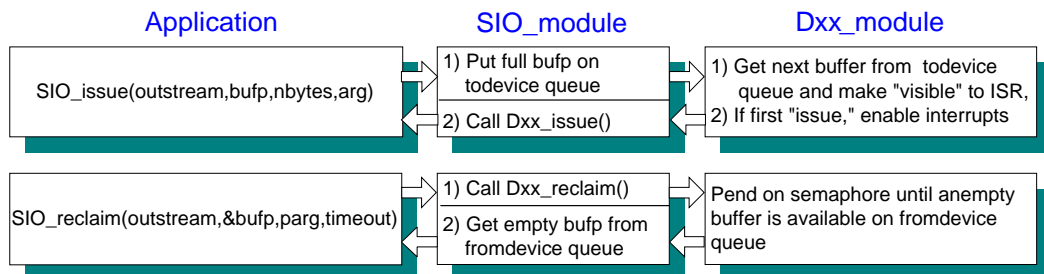 Application
SIO_module
Dxx_module
SIO_issue(outstream,bufp,nbytes,arg)
1) Put full bufp on
todevice queue
2) Call Dxx_issue()
1) Get next buffer from todevice
queue and make "visible" to ISR,
2) If first "issue," enable interrupts
SIO_reclaim(outstream,&bufp,parg,timeout)
1) Call Dxx_reclaim()
2) Get empty bufp from
fromdevice queue
Pend on semaphore until anempty
buffer is available on fromdevice
queue